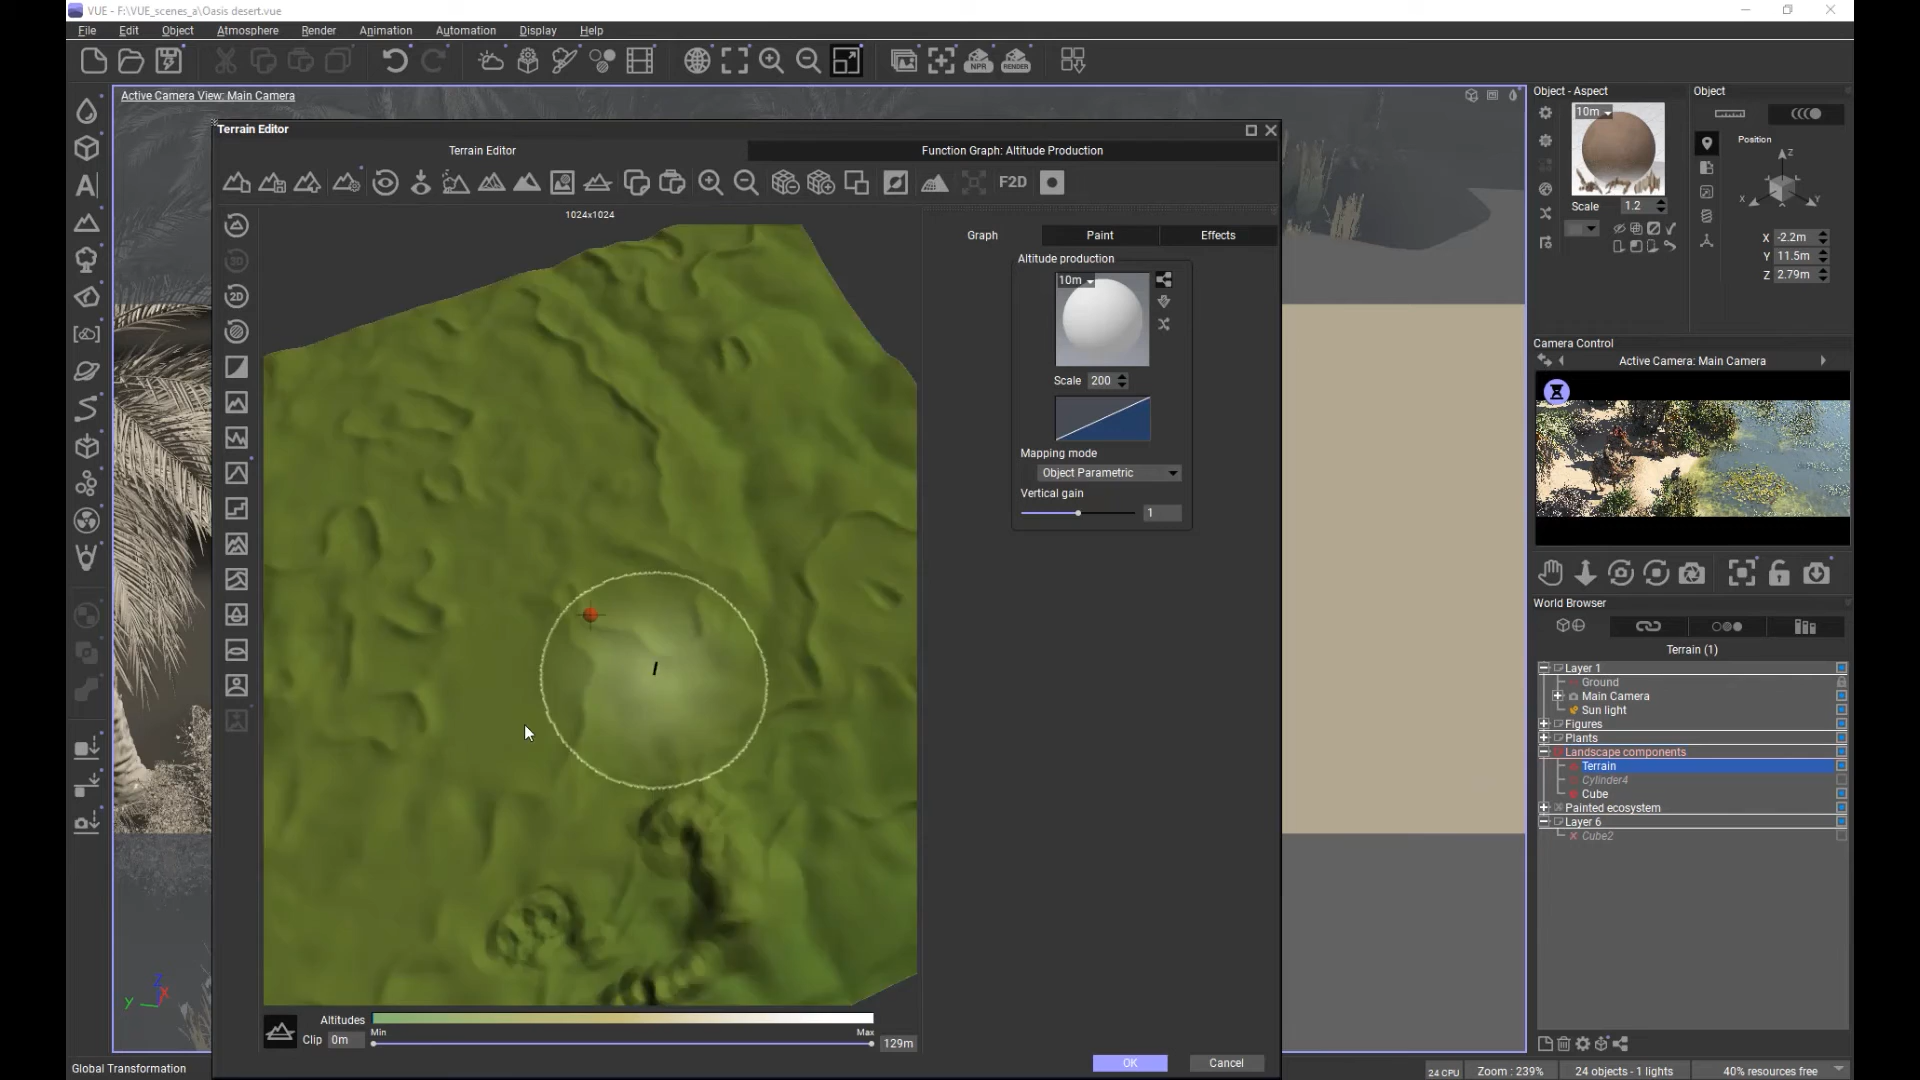 VUE - F:\VUE_scenes_a\Oasis desert.vue
File Edit Object Atmosphere Render Animation Automation Display Help
NPR RENDER
Active Camera View: Main Camera
Terrain Editor
Terrain Editor Function Graph: Altitude Production
F2D
1024x1024
3D
2D
Graph Paint Effects
Altitude production
10m
Scale 200
Mapping mode
Object Parametric
Vertical gain
1
Altitudes
Min Max
Clip 0m 129m
OK Cancel
Z
Y X
Object - Aspect
10m
Scale 1.2
Object
Position
Z
X Y
X -2.2m
Y 11.5m
Z 2.79m
Camera Control
Active Camera: Main Camera
World Browser
Terrain (1)
Layer 1
Ground
Main Camera
Sun light
Figures
Plants
Landscape components
Terrain
Cylinder4
Cube
Painted ecosystem
Layer 6
Cube2
Global Transformation
24 CPU Zoom : 239% 24 objects - 1 lights 40% resources free